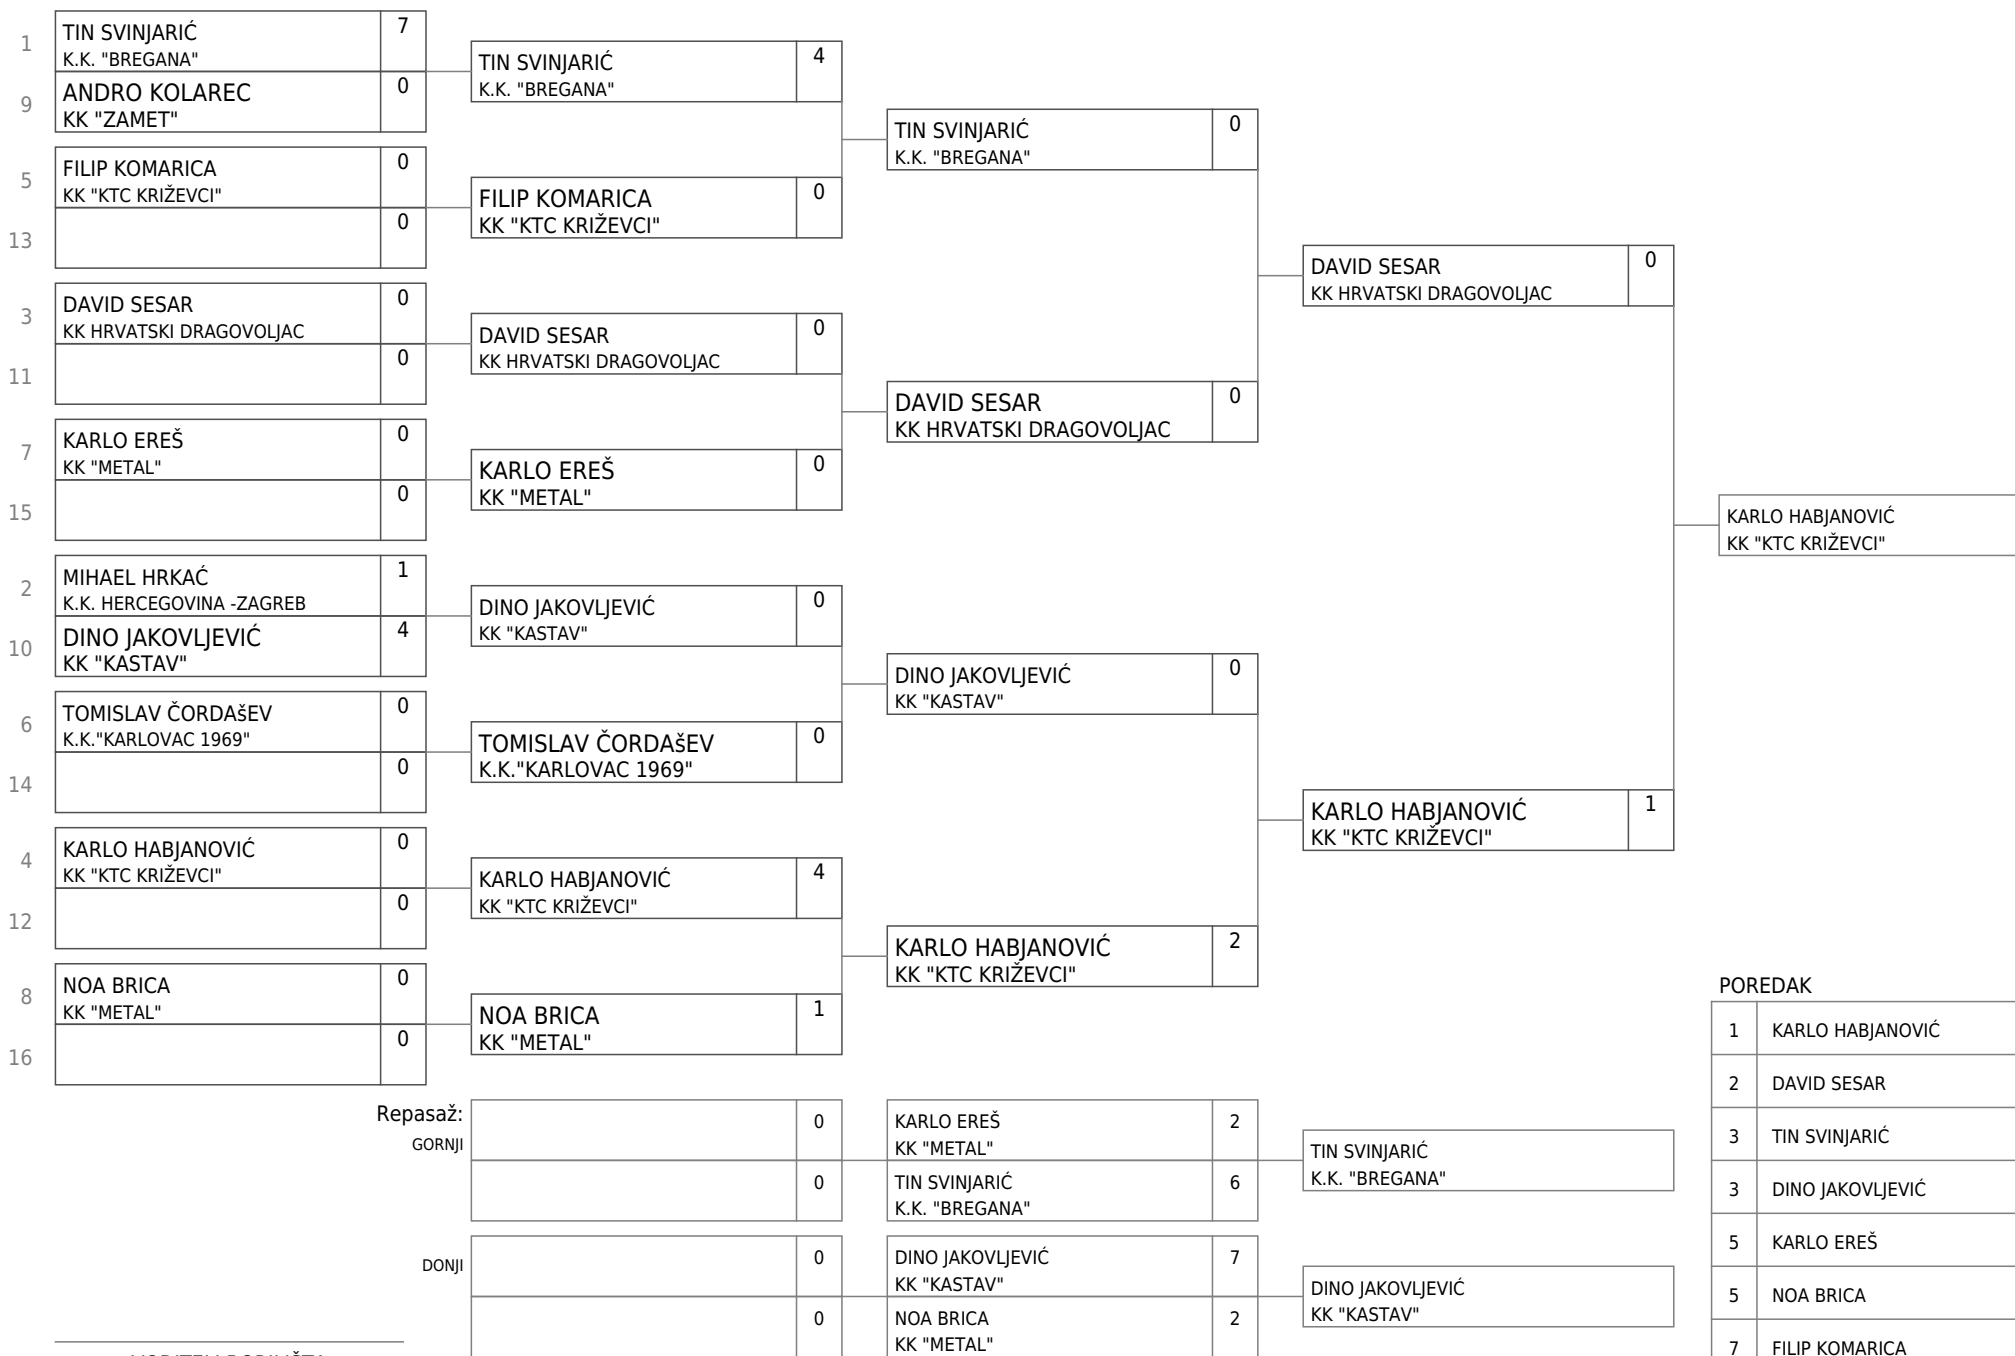 1
TIN SVINJARIĆ
7
K.K. "BREGANA"
9
ANDRO KOLAREC
0
KK "ZAMET"
5
FILIP KOMARICA
0
KK "KTC KRIŽEVCI"
13
0
3
DAVID SESAR
0
KK HRVATSKI DRAGOVOLJAC
11
0
7
KARLO EREŠ
0
KK "METAL"
15
0
2
MIHAEL HRKAĆ
1
K.K. HERCEGOVINA -ZAGREB
10
DINO JAKOVLJEVIĆ
4
KK "KASTAV"
6
TOMISLAV ČORDAšEV
0
K.K."KARLOVAC 1969"
14
0
4
KARLO HABJANOVIĆ
0
KK "KTC KRIŽEVCI"
12
0
8
NOA BRICA
0
KK "METAL"
16
0
TIN SVINJARIĆ
4
K.K. "BREGANA"
FILIP KOMARICA
0
KK "KTC KRIŽEVCI"
DAVID SESAR
0
KK HRVATSKI DRAGOVOLJAC
KARLO EREŠ
0
KK "METAL"
DINO JAKOVLJEVIĆ
0
KK "KASTAV"
TOMISLAV ČORDAšEV
0
K.K."KARLOVAC 1969"
KARLO HABJANOVIĆ
4
KK "KTC KRIŽEVCI"
NOA BRICA
1
KK "METAL"
TIN SVINJARIĆ
0
K.K. "BREGANA"
DAVID SESAR
0
KK HRVATSKI DRAGOVOLJAC
DINO JAKOVLJEVIĆ
0
KK "KASTAV"
KARLO HABJANOVIĆ
2
KK "KTC KRIŽEVCI"
DAVID SESAR
0
KK HRVATSKI DRAGOVOLJAC
KARLO HABJANOVIĆ
1
KK "KTC KRIŽEVCI"
KARLO HABJANOVIĆ
KK "KTC KRIŽEVCI"
Repasaž:
GORNJI
0
0
KARLO EREŠ
2
KK "METAL"
TIN SVINJARIĆ
6
K.K. "BREGANA"
TIN SVINJARIĆ
K.K. "BREGANA"
DONJI
0
0
DINO JAKOVLJEVIĆ
7
KK "KASTAV"
NOA BRICA
2
KK "METAL"
DINO JAKOVLJEVIĆ
KK "KASTAV"
POREDAK
1 KARLO HABJANOVIĆ
2 DAVID SESAR
3 TIN SVINJARIĆ
3 DINO JAKOVLJEVIĆ
5 KARLO EREŠ
5 NOA BRICA
7 FILIP KOMARICA